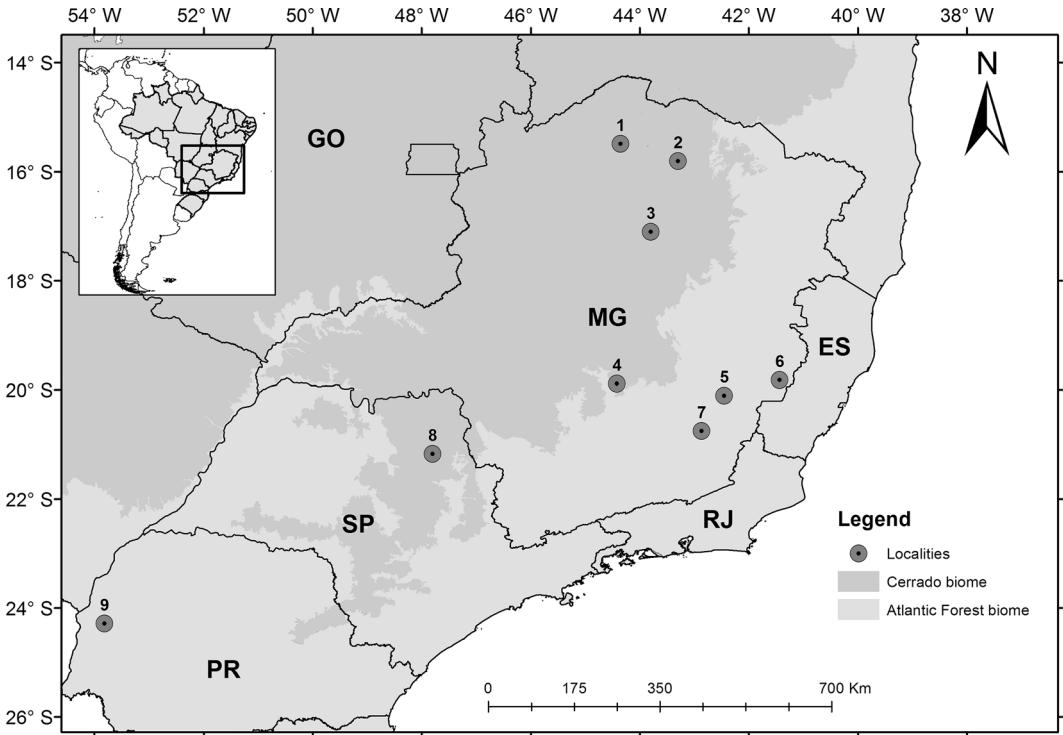 54° W 52° W 50° W 48° W 46° W 44° W 42° W 40° W 38° W
14° S
N
GO
1
2
16° S
3
18° S
MG
ES
4
5
6
20° S
7
8
22° S
SP
RJ
Legend
Localities
Cerrado biome
Atlantic Forest biome
24° S
9
PR
0 175 350 700 Km
26° S